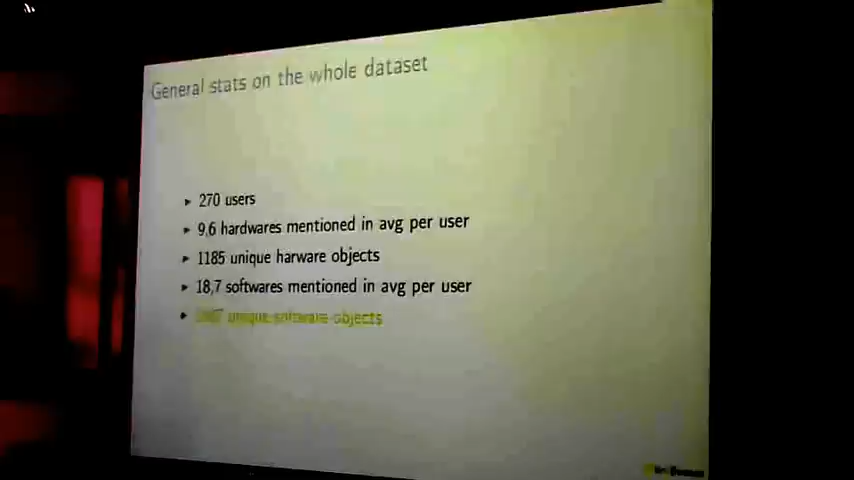 General stats on the whole dataset
270 users
9,6 hardwares mentioned in avg per user
1185 unique harware objects
18,7 softwares mentioned in avg per user
unique software objects